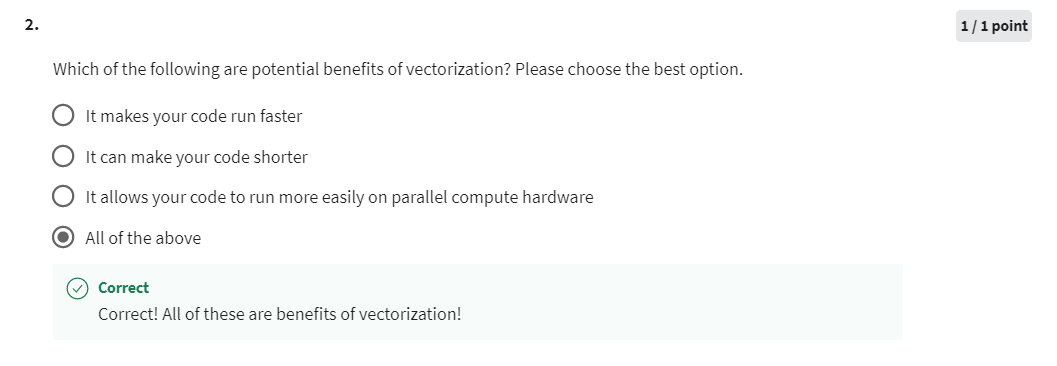 2.
1 / 1 point
Which of the following are potential benefits of vectorization? Please choose the best option.
It makes your code run faster
It can make your code shorter
It allows your code to run more easily on parallel compute hardware
All of the above
Correct
Correct! All of these are benefits of vectorization!